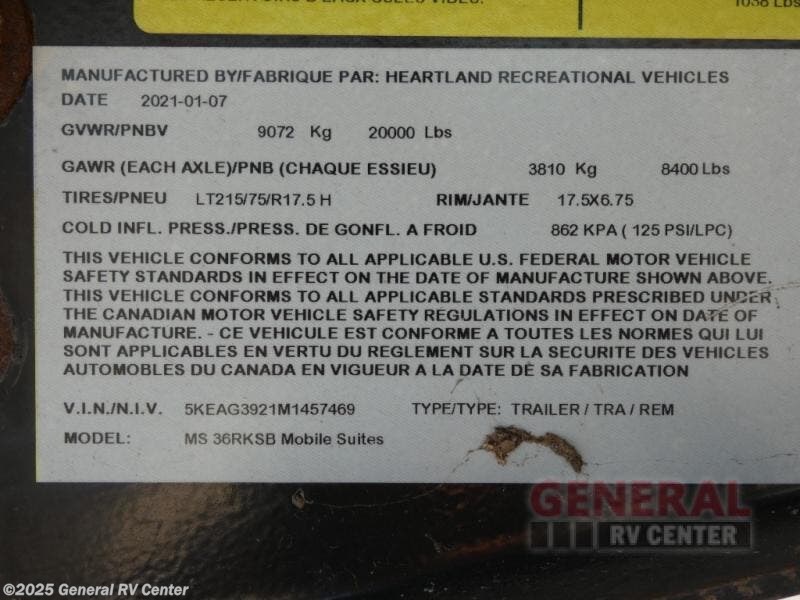 1038 Lbs
MANUFACTURED BY/FABRIQUE PAR: HEARTLAND RECREATIONAL VEHICLES
DATE 2021-01-07
GVWR/PNBV 9072 Kg 20000 Lbs
GAWR (EACH AXLE)/PNB (CHAQUE ESSIEU) 3810 Kg 8400 Lbs
TIRES/PNEU LT215/75/R17.5 H RIM/JANTE 17.5X6.75
COLD INFL. PRESS./PRESS. DE GONFL. A FROID 862 KPA ( 125 PSI/LPC)
THIS VEHICLE CONFORMS TO ALL APPLICABLE U.S. FEDERAL MOTOR VEHICLE
SAFETY STANDARDS IN EFFECT ON THE DATE OF MANUFACTURE SHOWN ABOVE.
THIS VEHICLE CONFORMS TO ALL APPLICABLE STANDARDS PRESCRIBED UNDER
THE CANADIAN MOTOR VEHICLE SAFETY REGULATIONS IN EFFECT ON DATE OF
MANUFACTURE. - CE VEHICULE EST CONFORME A TOUTES LES NORMES QUI LUI
SONT APPLICABLES EN VERTU DU REGLEMENT SUR LA SECURITE DES VEHICLES
AUTOMOBILES DU CANADA EN VIGUEUR A LA DATE DE SA FABRICATION
V.I.N./N.I.V. 5KEAG3921M1457469 TYPE/TYPE: TRAILER / TRA / REM
MODEL: MS 36RKSB Mobile Suites
GENERAL
RV CENTER
©2025 General RV Center